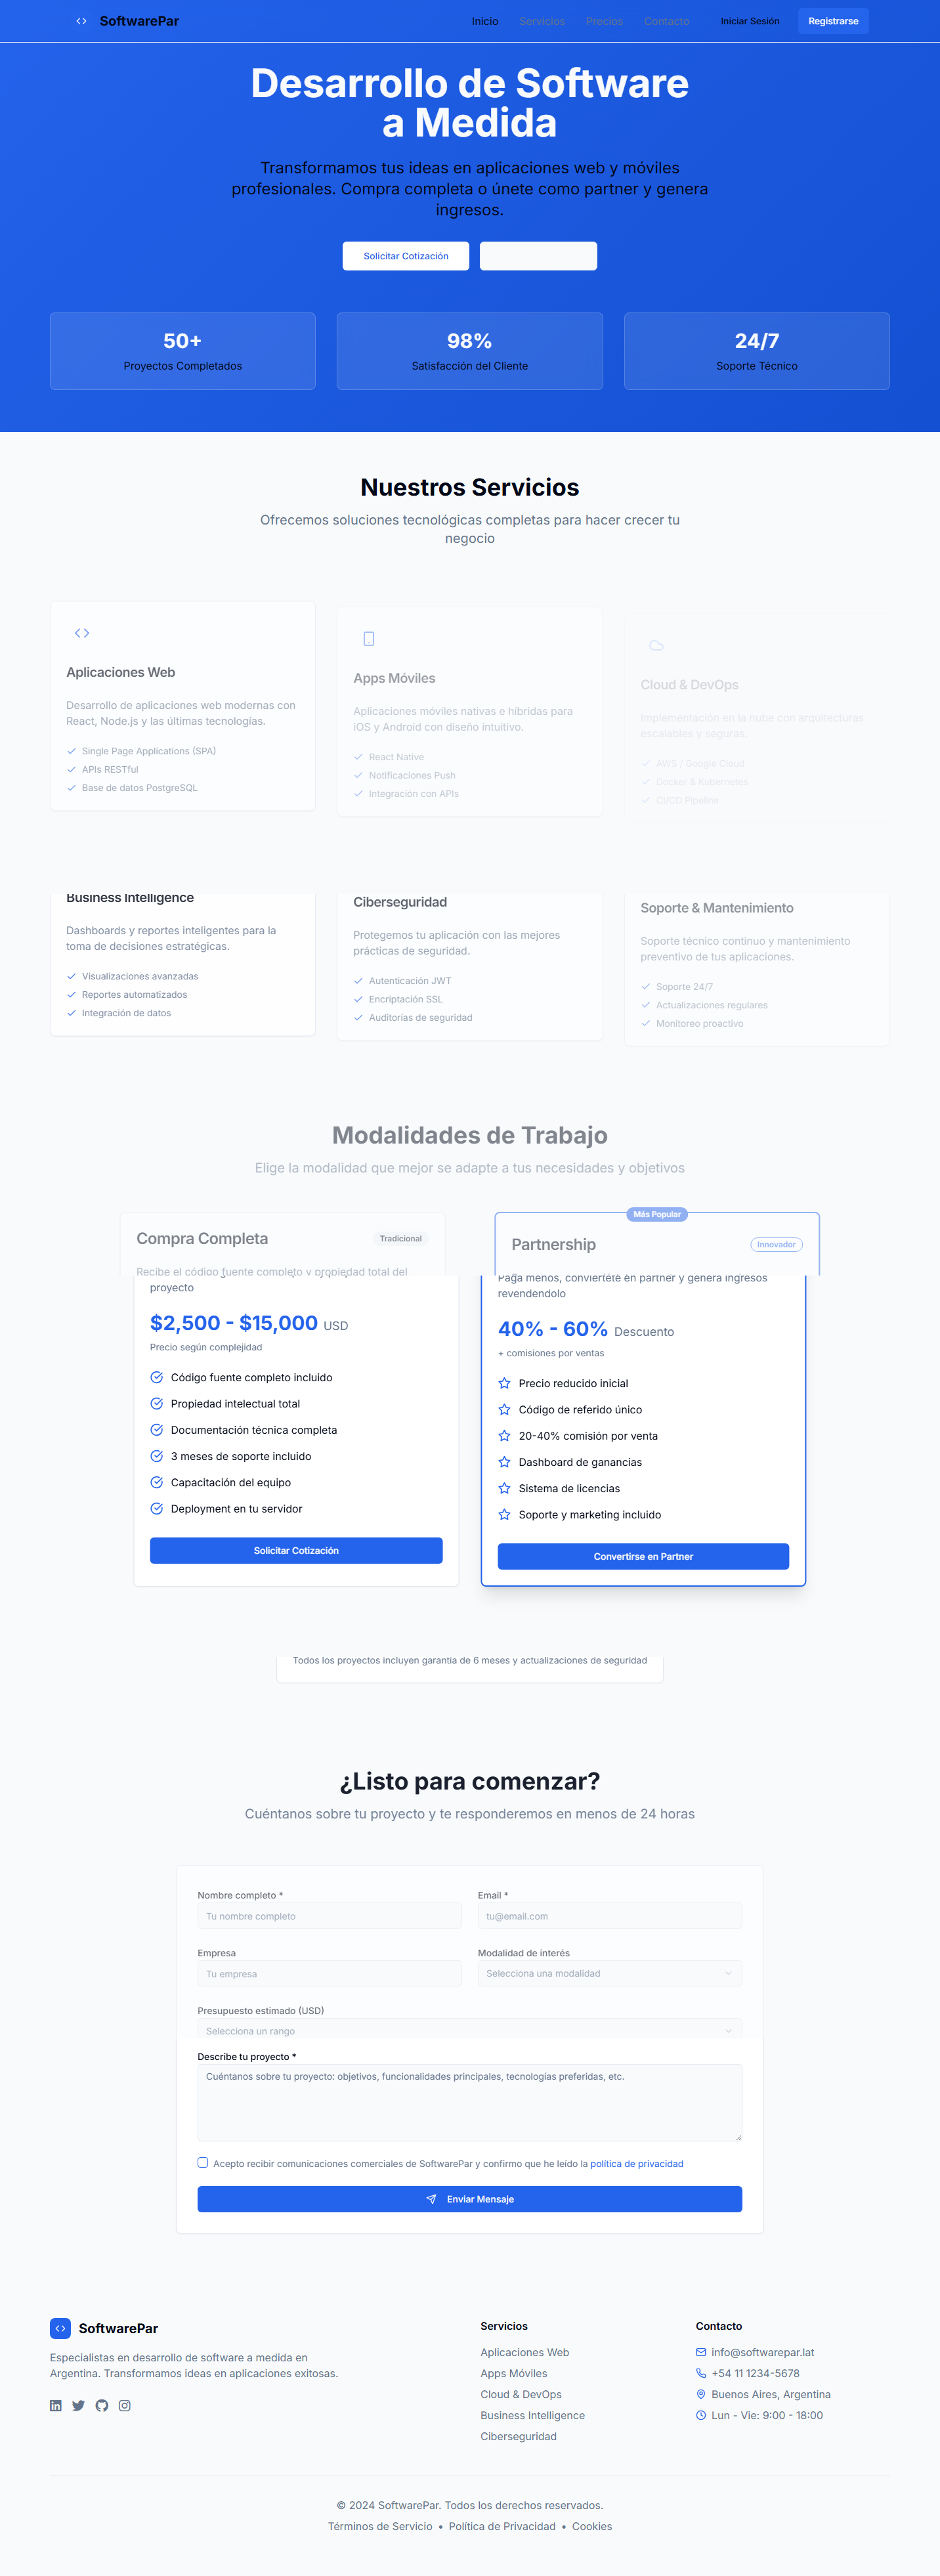 SoftwarePar
Inicio
Servicios
Precios
Contacto
Iniciar Sesión
Registrarse
Desarrollo de Software
a Medida
Transformamos tus ideas en aplicaciones web y móviles
profesionales. Compra completa o únete como partner y genera
ingresos.
Solicitar Cotización
50+
Proyectos Completados
98%
Satisfacción del Cliente
24/7
Soporte Técnico
Nuestros Servicios
Ofrecemos soluciones tecnológicas completas para hacer crecer tu
negocio
Aplicaciones Web
Desarrollo de aplicaciones web modernas con
React, Node.js y las últimas tecnologías.
Single Page Applications (SPA)
APIs RESTful
Base de datos PostgreSQL
Apps Móviles
Aplicaciones móviles nativas e híbridas para
iOS y Android con diseño intuitivo.
React Native
Notificaciones Push
Integración con APIs
Cloud & DevOps
Implementación en la nube con arquitecturas
escalables y seguras.
AWS / Google Cloud
Docker & Kubernetes
CI/CD Pipeline
Business Intelligence
Dashboards y reportes inteligentes para la
toma de decisiones estratégicas.
Visualizaciones avanzadas
Reportes automatizados
Integración de datos
Ciberseguridad
Protegemos tu aplicación con las mejores
prácticas de seguridad.
Autenticación JWT
Encriptación SSL
Auditorías de seguridad
Soporte & Mantenimiento
Soporte técnico continuo y mantenimiento
preventivo de tus aplicaciones.
Soporte 24/7
Actualizaciones regulares
Monitoreo proactivo
Modalidades de Trabajo
Elige la modalidad que mejor se adapte a tus necesidades y objetivos
Compra Completa
Tradicional
Recibe el código fuente completo y propiedad total del
proyecto
$2,500 - $15,000 USD
Precio según complejidad
Código fuente completo incluido
Propiedad intelectual total
Documentación técnica completa
3 meses de soporte incluido
Capacitación del equipo
Deployment en tu servidor
Solicitar Cotización
Más Popular
Partnership
Innovador
Paga menos, conviértete en partner y genera ingresos
revendendolo
40% - 60% Descuento
+ comisiones por ventas
Precio reducido inicial
Código de referido único
20-40% comisión por venta
Dashboard de ganancias
Sistema de licencias
Soporte y marketing incluido
Convertirse en Partner
Todos los proyectos incluyen garantía de 6 meses y actualizaciones de seguridad
¿Listo para comenzar?
Cuéntanos sobre tu proyecto y te responderemos en menos de 24 horas
Nombre completo *
Tu nombre completo
Email *
tu@email.com
Empresa
Tu empresa
Modalidad de interés
Selecciona una modalidad
Presupuesto estimado (USD)
Selecciona un rango
Describe tu proyecto *
Cuéntanos sobre tu proyecto: objetivos, funcionalidades principales, tecnologías preferidas, etc.
Acepto recibir comunicaciones comerciales de SoftwarePar y confirmo que he leído la política de privacidad
Enviar Mensaje
SoftwarePar
Especialistas en desarrollo de software a medida en
Argentina. Transformamos ideas en aplicaciones exitosas.
Servicios
Aplicaciones Web
Apps Móviles
Cloud & DevOps
Business Intelligence
Ciberseguridad
Contacto
info@softwarepar.lat
+54 11 1234-5678
Buenos Aires, Argentina
Lun - Vie: 9:00 - 18:00
© 2024 SoftwarePar. Todos los derechos reservados.
Términos de Servicio • Política de Privacidad • Cookies